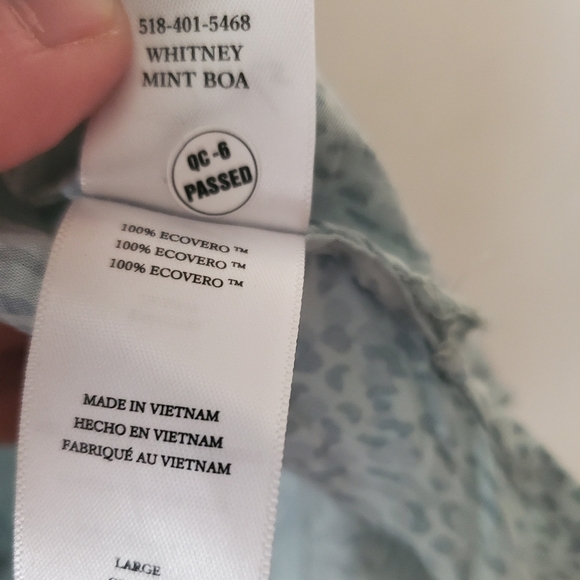 518-401-5468
WHITNEY
MINT BOA
QC-6
PASSED
100% ECOVERO ™
100% ECOVERO ™
100% ECOVERO ™
MADE IN VIETNAM
HECHO EN VIETNAM
FABRIQUÉ AU VIETNAM
LARGE